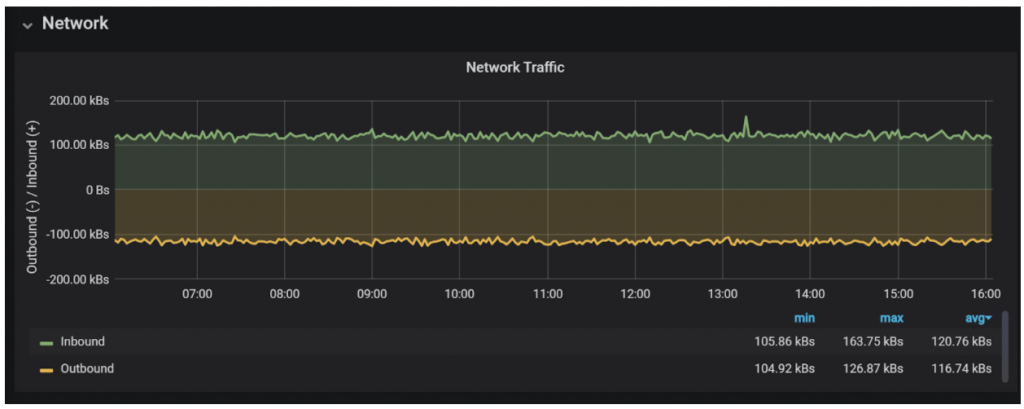 Network
Network Traffic
Outbound (-) / Inbound (+)
200.00 kBs
100.00 kBs
0 Bs
-100.00 kBs
-200.00 kBs
07:00 08:00 09:00 10:00 11:00 12:00 13:00 14:00 15:00 16:00
min max avg
Inbound 105.86 kBs 163.75 kBs 120.76 kBs
Outbound 104.92 kBs 126.87 kBs 116.74 kBs